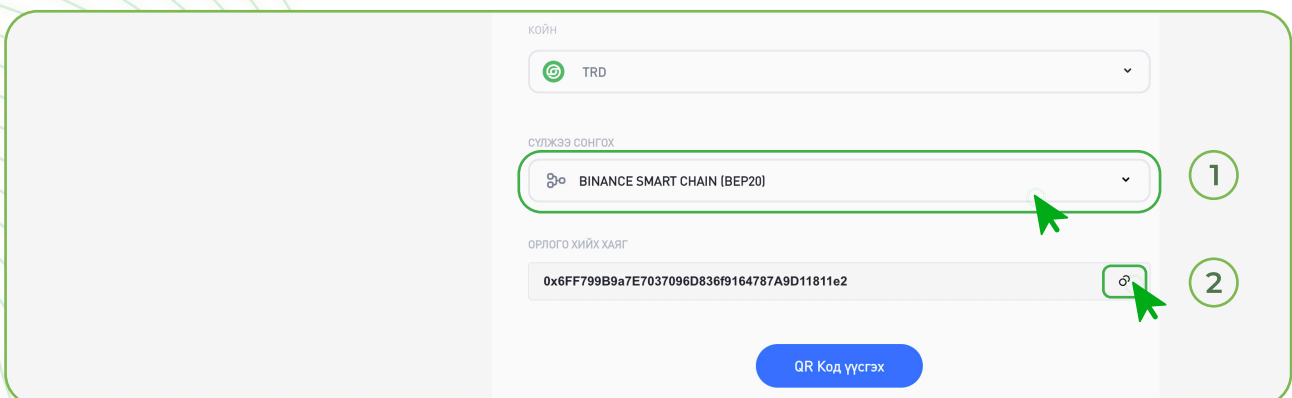 КОЙН
TRD
СҮЛЖЭЭ СОНГОХ
BINANCE SMART CHAIN (BEP20)
1
ОРЛОГО ХИЙХ ХАЯГ
0x6FF799B9a7E7037096D836f9164787A9D11811e2
2
QR Код үүсгэх